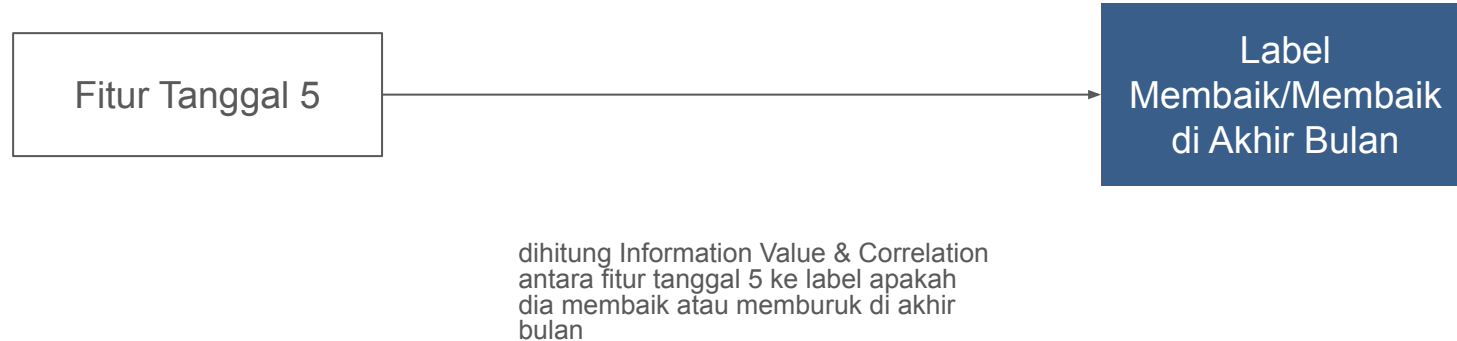 Fitur Tanggal 5
Label
Membaik/Membaik
di Akhir Bulan
dihitung Information Value & Correlation
antara fitur tanggal 5 ke label apakah
dia membaik atau memburuk di akhir
bulan